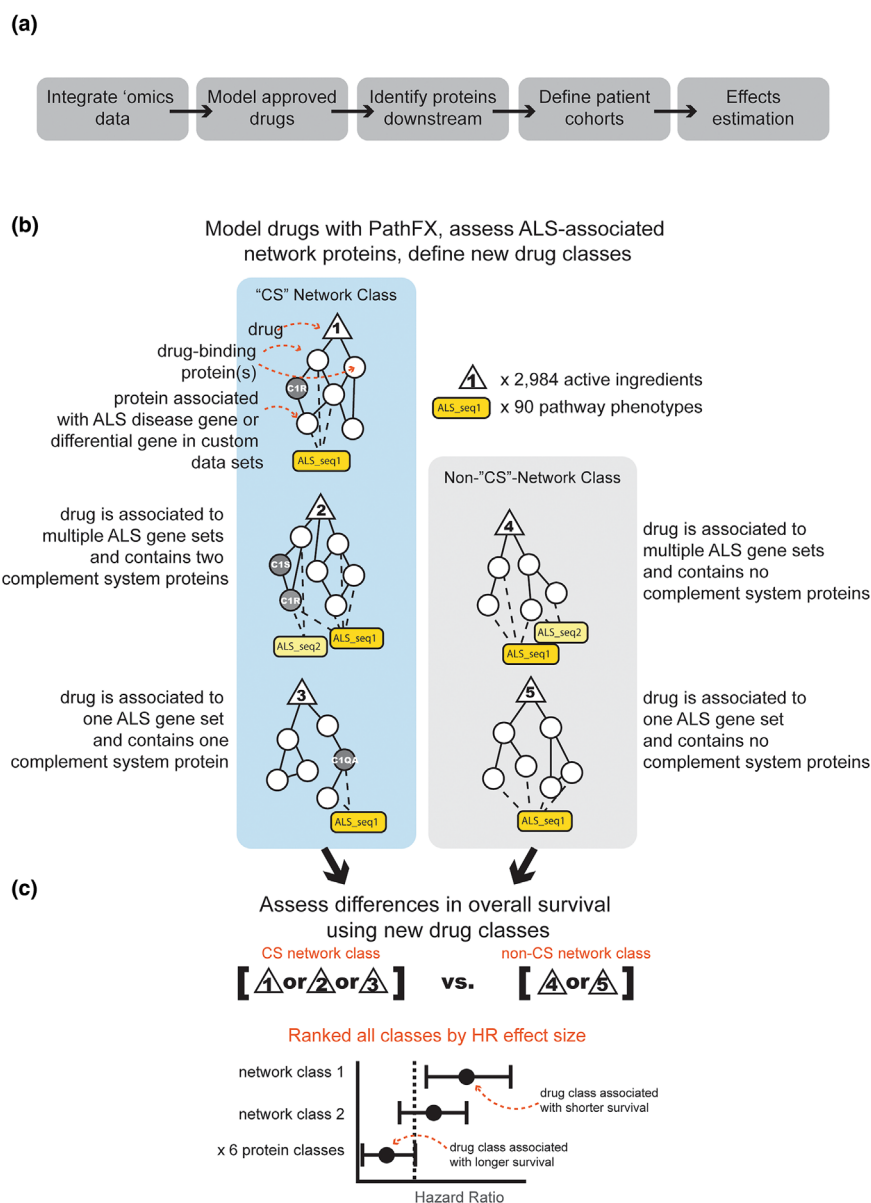 (a)
Integrate ‘omics
data
Model approved
drugs
Identify proteins
downstream
Define patient
cohorts
Effects
estimation
(b)
Model drugs with PathFX, assess ALS-associated
network proteins, define new drug classes
“CS” Network Class
drug
1
drug-binding
protein(s)
C1R
protein associated
with ALS disease gene or
differential gene in custom
data sets
ALS_seq1
1
x 2,984 active ingredients
ALS_seq1
x 90 pathway phenotypes
Non-”CS”-Network Class
drug is associated to
multiple ALS gene sets
and contains two
complement system proteins
2
C1S
C1R
ALS_seq2
ALS_seq1
4
ALS_seq2
ALS_seq1
drug is associated to
multiple ALS gene sets
and contains no
complement system proteins
drug is associated to
one ALS gene set
and contains one
complement system protein
3
C1QA
ALS_seq1
5
ALS_seq1
drug is associated to
one ALS gene set
and contains no
complement system proteins
(c)
Assess differences in overall survival
using new drug classes
CS network class
non-CS network class
[ 1 or 2 or 3 ] vs. [ 4 or 5 ]
Ranked all classes by HR effect size
network class 1
network class 2
x 6 protein classes
drug class associated
with shorter survival
drug class associated
with longer survival
Hazard Ratio